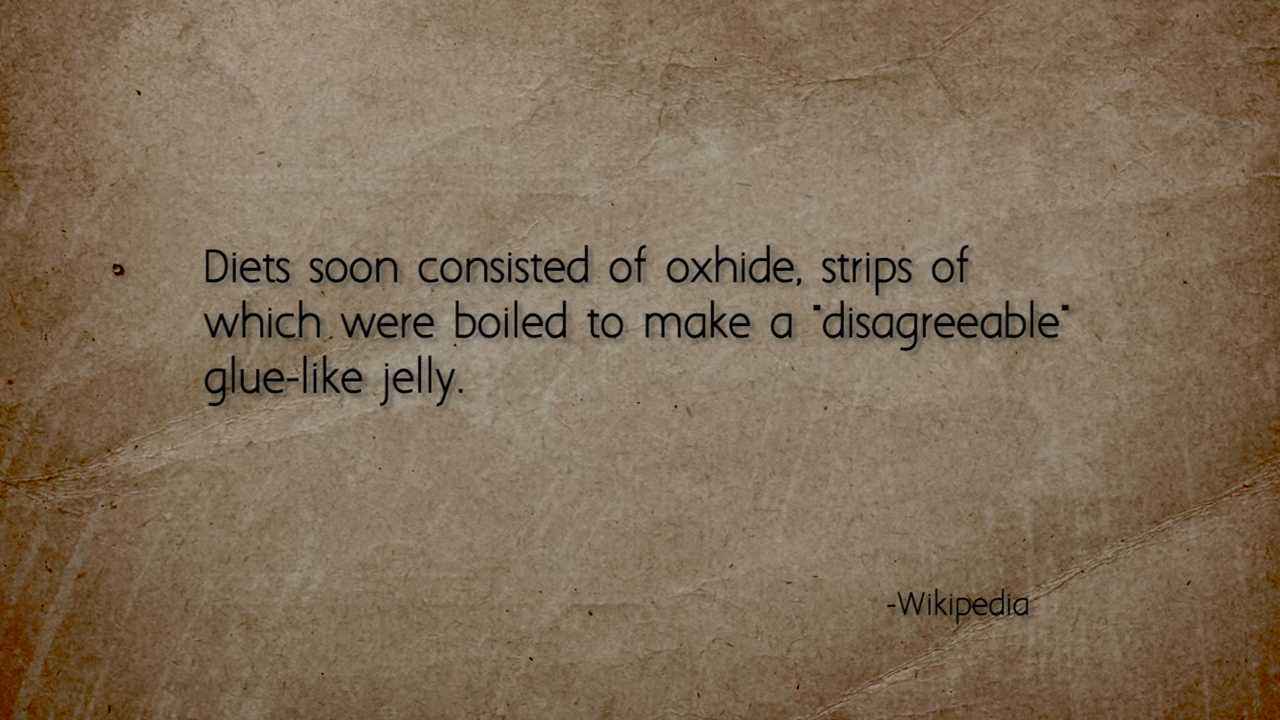 Diets soon consisted of oxhide, strips of
which were boiled to make a "disagreeable"
glue-like jelly.
-Wikipedia